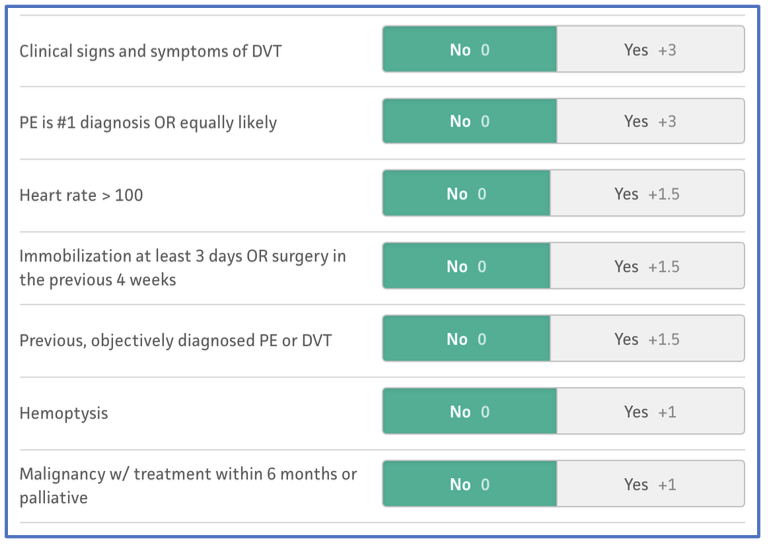 Clinical signs and symptoms of DVT
No 0
Yes +3
PE is #1 diagnosis OR equally likely
No 0
Yes +3
Heart rate > 100
No 0
Yes +1.5
Immobilization at least 3 days OR surgery in
the previous 4 weeks
No 0
Yes +1.5
Previous, objectively diagnosed PE or DVT
No 0
Yes +1.5
Hemoptysis
No 0
Yes +1
Malignancy w/ treatment within 6 months or
palliative
No 0
Yes +1